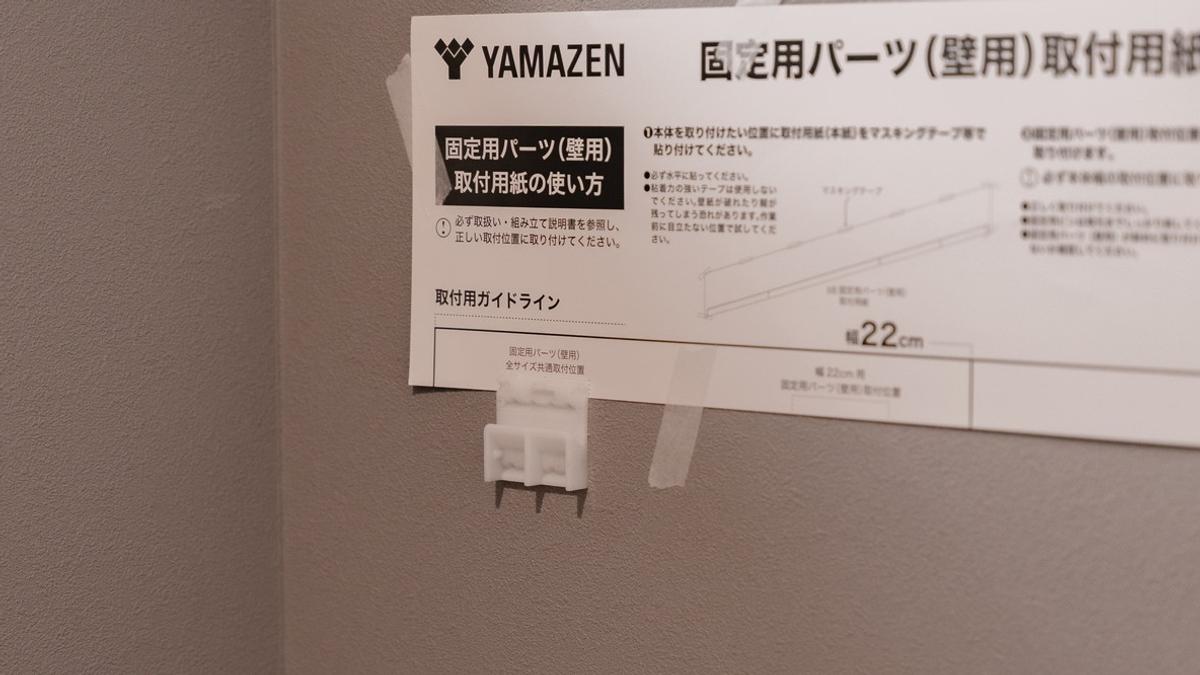 YAMAZEN
固定用パーツ(壁用)取付用紙
固定用パーツ(壁用)
取付用紙の使い方
必ず取扱い・組み立て説明書を参照し、
正しい取付位置に取り付けてください。
❶本体を取り付けたい位置に取付用紙(本紙)をマスキングテープ等で
貼り付けてください。
●必ず水平に貼ってください。
●粘着力の強いテープは使用しない
でください。壁紙が破れたり糊が
残ってしまう恐れがあります。作業
前に目立たない位置で試してくだ
さい。
マスキングテープ
取り付けます。
取付用ガイドライン
固定用パーツ(壁用)
全サイズ共通取付位置
幅22cm
幅22cm用
固定用パーツ(壁用)取付位置